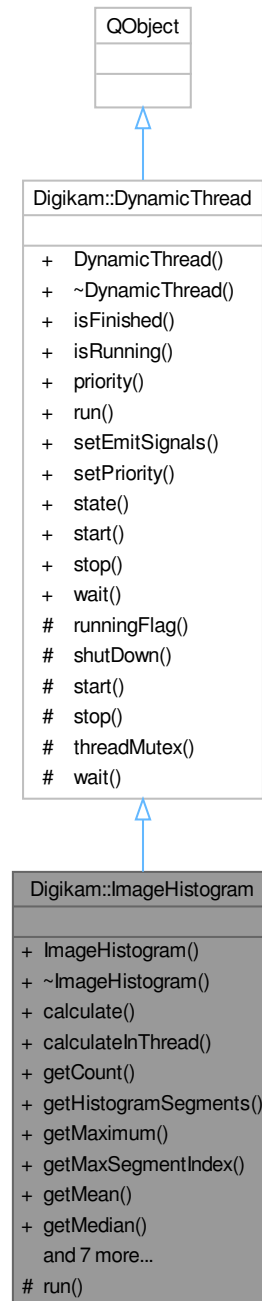 QObject
Digikam::DynamicThread
+ DynamicThread()
+ ~DynamicThread()
+ isFinished()
+ isRunning()
+ priority()
+ run()
+ setEmitSignals()
+ setPriority()
+ state()
+ start()
+ stop()
+ wait()
# runningFlag()
# shutDown()
# start()
# stop()
# threadMutex()
# wait()
Digikam::ImageHistogram
+ ImageHistogram()
+ ~ImageHistogram()
+ calculate()
+ calculateInThread()
+ getCount()
+ getHistogramSegments()
+ getMaximum()
+ getMaxSegmentIndex()
+ getMean()
+ getMedian()
and 7 more...
# run()